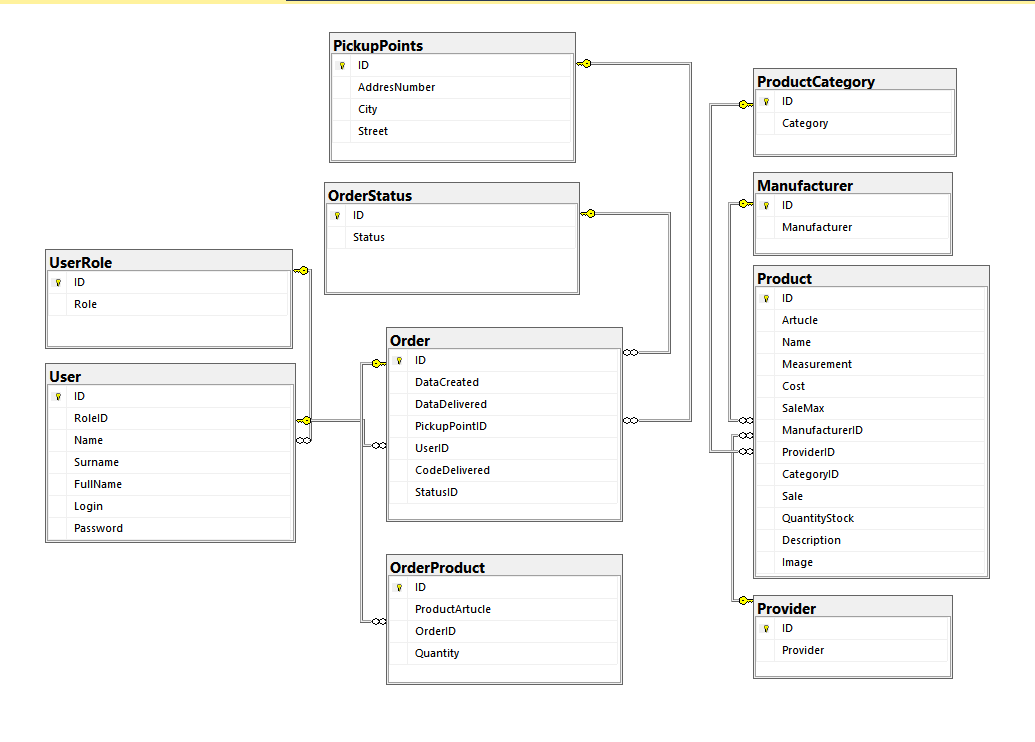 PickupPoints
ID
AddresNumber
City
Street
OrderStatus
ID
Status
UserRole
ID
Role
User
ID
RoleID
Name
Surname
FullName
Login
Password
Order
ID
DataCreated
DataDelivered
PickupPointID
UserID
CodeDelivered
StatusID
OrderProduct
ID
ProductArtucle
OrderID
Quantity
ProductCategory
ID
Category
Manufacturer
ID
Manufacturer
Product
ID
Artucle
Name
Measurement
Cost
SaleMax
ManufacturerID
ProviderID
CategoryID
Sale
QuantityStock
Description
Image
Provider
ID
Provider